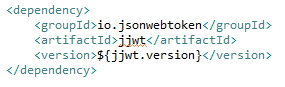 <dependency>
<groupId>io.jsonwebtoken</groupId>
<artifactId>jjwt</artifactId>
<version>${jjwt.version}</version>
</dependency>